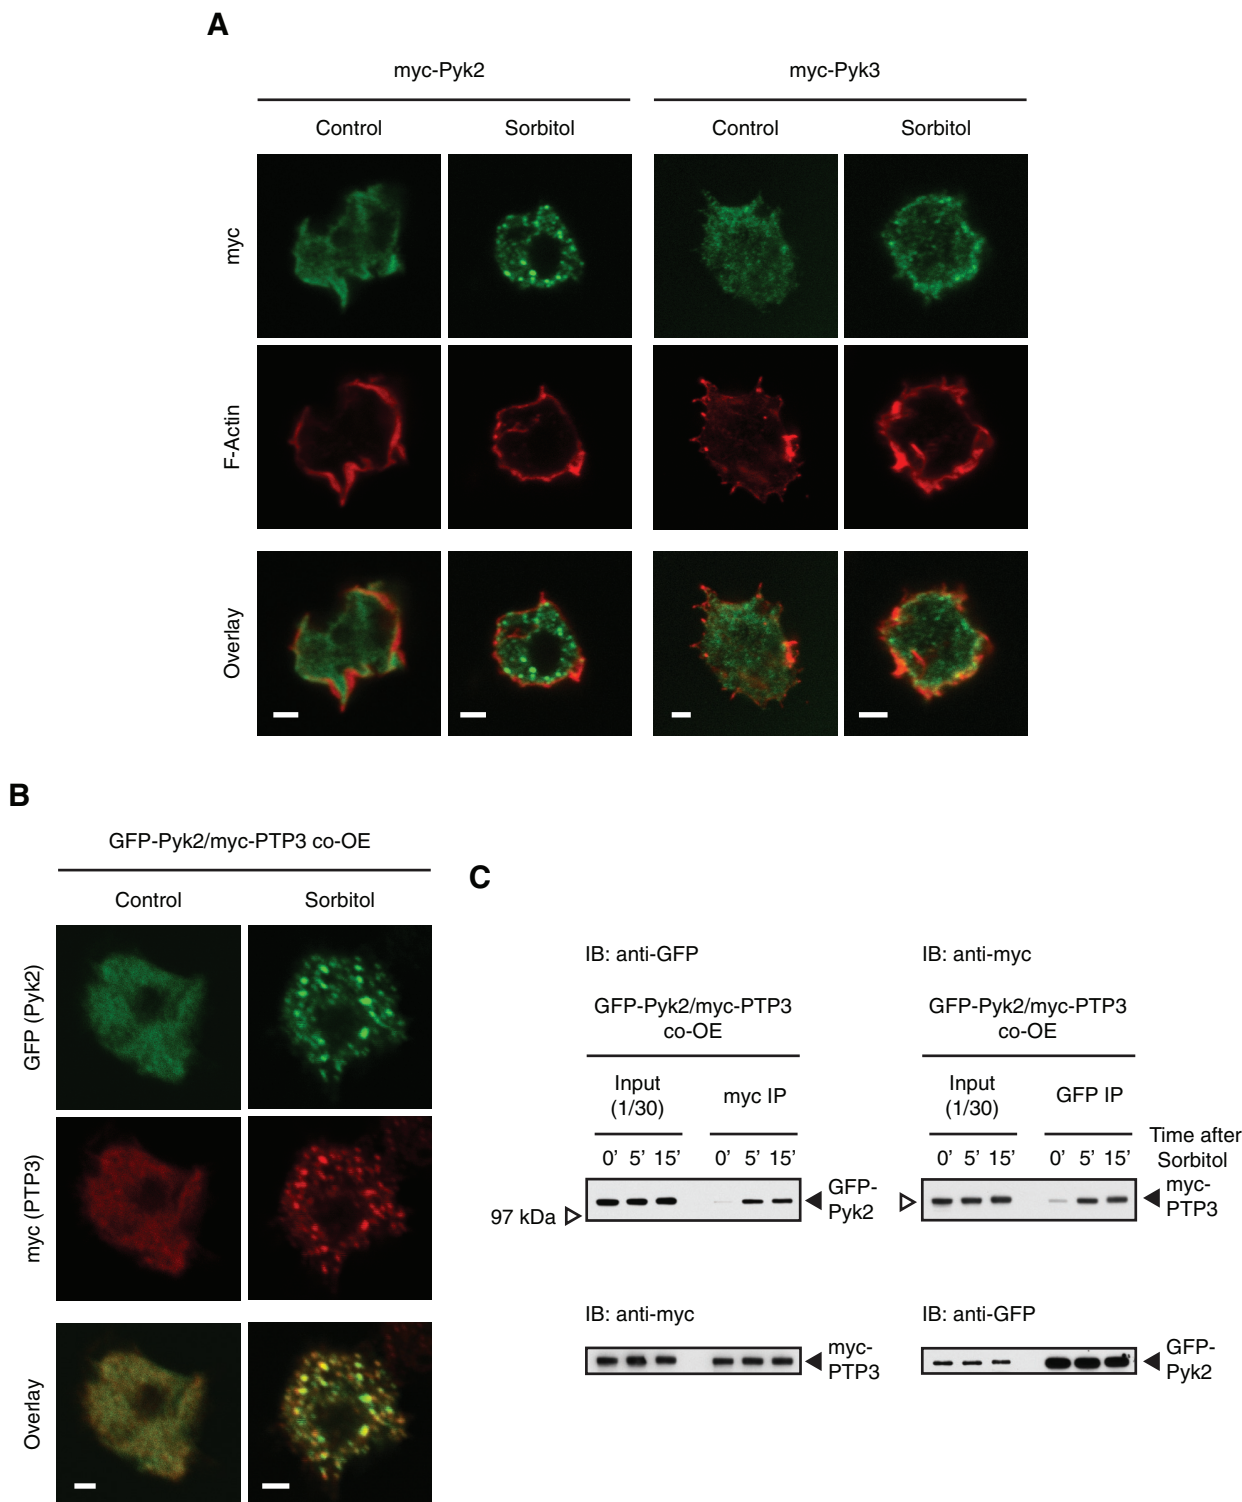 A
myc-Pyk2
myc-Pyk3
Control
Sorbitol
Control
Sorbitol
myc
F-Actin
Overlay
B
GFP-Pyk2/myc-PTP3 co-OE
Control
Sorbitol
GFP (Pyk2)
myc (PTP3)
Overlay
C
IB: anti-GFP
GFP-Pyk2/myc-PTP3
co-OE
Input
(1/30)
myc IP
0' 5' 15' 0' 5' 15'
97 kDa
GFP-
Pyk2
IB: anti-myc
myc-
PTP3
IB: anti-myc
GFP-Pyk2/myc-PTP3
co-OE
Input
(1/30)
GFP IP
Time after
Sorbitol
0' 5' 15' 0' 5' 15'
myc-
PTP3
IB: anti-GFP
GFP-
Pyk2